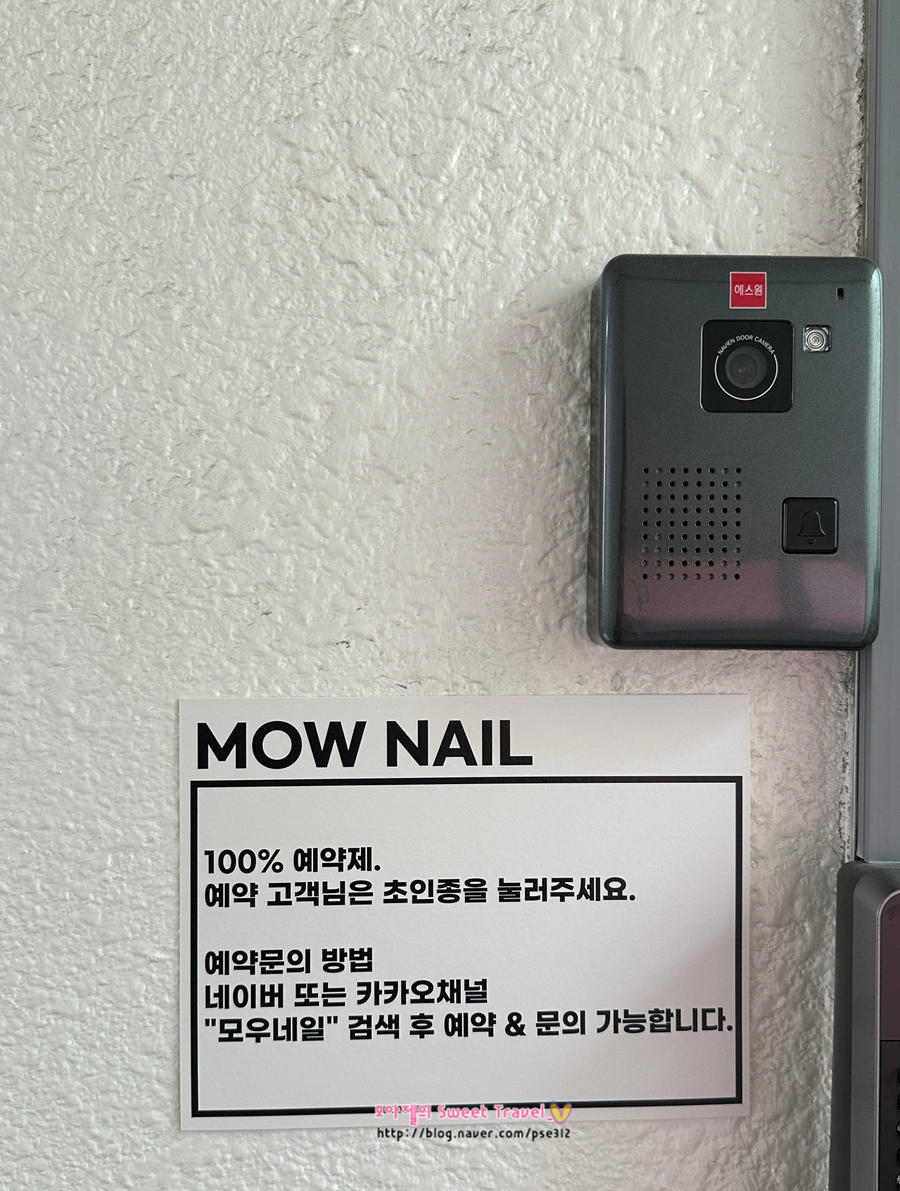 에스원
NAVIEN DOOR CAMERA
MOW NAIL
100% 예약제.
예약 고객님은 초인종을 눌러주세요.
예약문의 방법
네이버 또는 카카오채널
"모우네일" 검색 후 예약 & 문의 가능합니다.
Sweet Travel
http://blog.naver.com/pse312